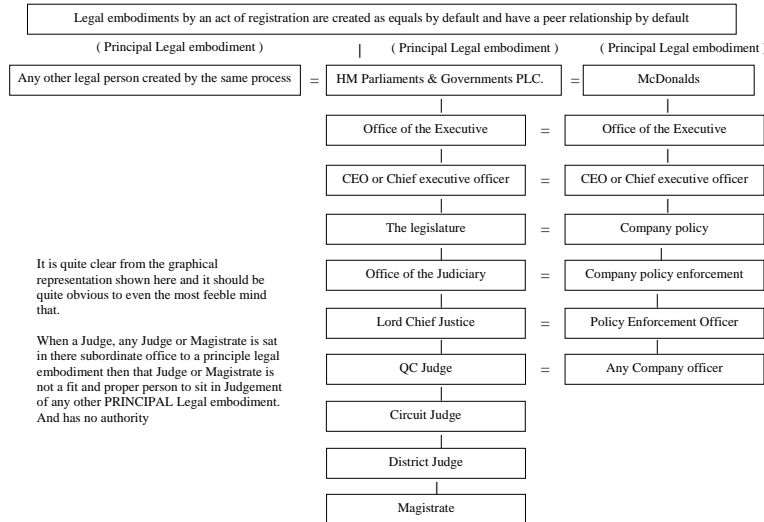 Legal embodiments by an act of registration are created as equals by default and have a peer relationship by default
( Principal Legal embodiment ) | ( Principal Legal embodiment ) ( Principal Legal embodiment )
Any other legal person created by the same process = HM Parliaments & Governments PLC. = McDonalds
Office of the Executive = Office of the Executive
CEO or Chief executive officer = CEO or Chief executive officer
The legislature = Company policy
Office of the Judiciary = Company policy enforcement
Lord Chief Justice = Policy Enforcement Officer
QC Judge = Any Company officer
Circuit Judge
District Judge
Magistrate
It is quite clear from the graphical
representation shown here and it should be
quite obvious to even the most feeble mind
that.
When a Judge, any Judge or Magistrate is sat
in there subordinate office to a principle legal
embodiment then that Judge or Magistrate is
not a fit and proper person to sit in Judgement
of any other PRINCIPAL Legal embodiment.
And has no authority